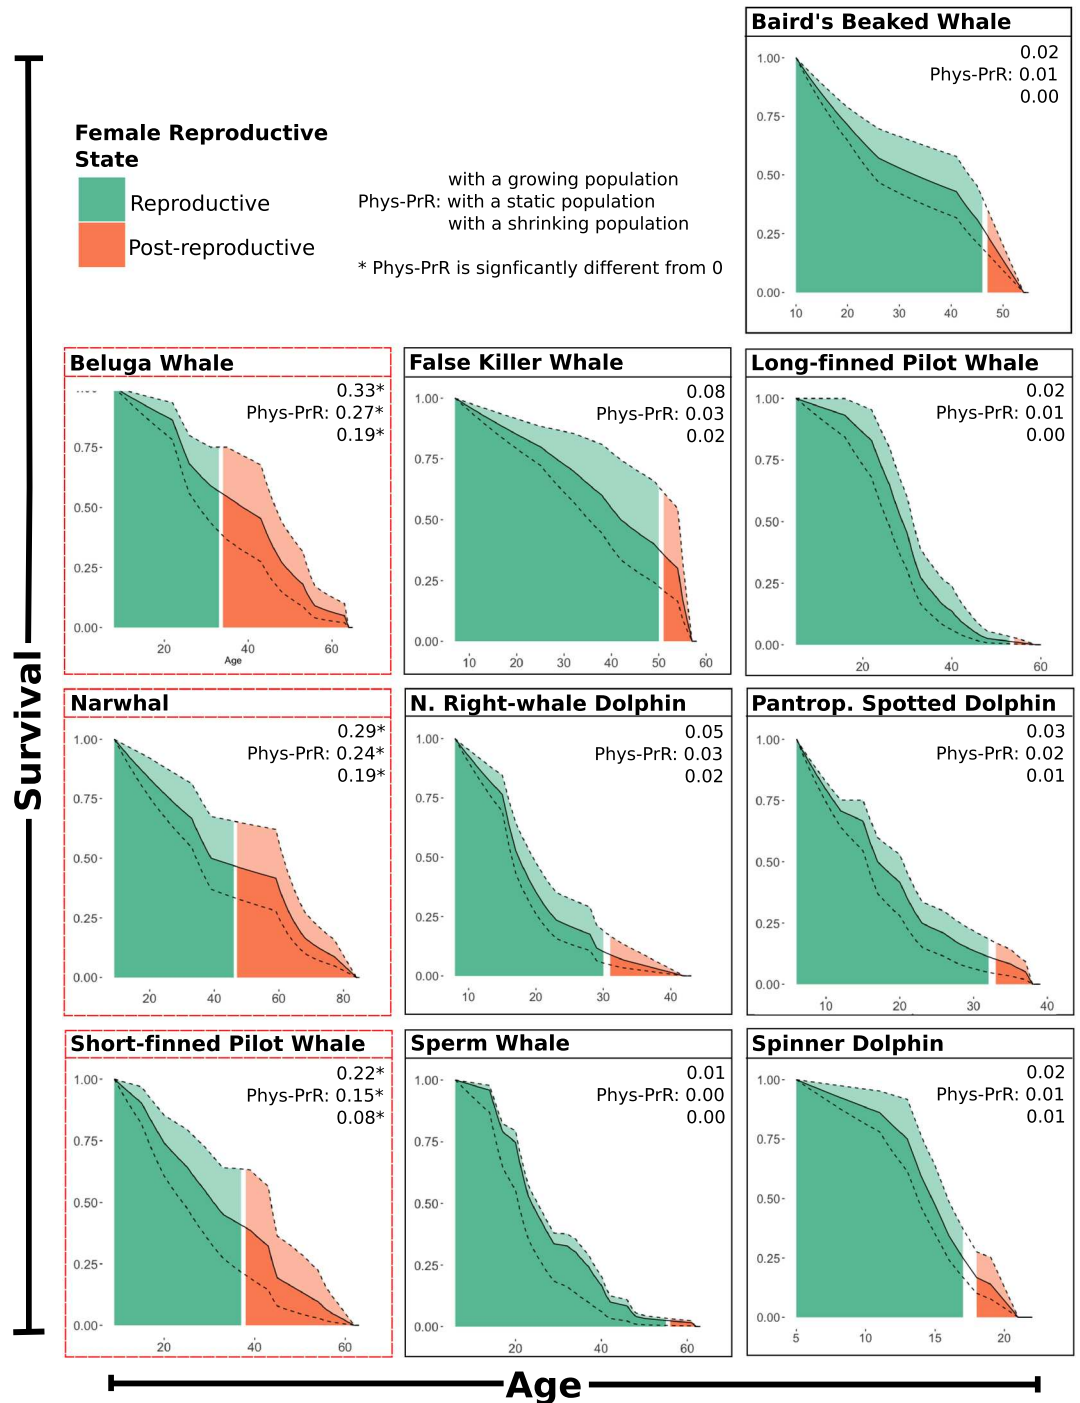 Baird's Beaked Whale
0.02
Phys-PrR: 0.01
0.00
1.00
0.75
0.50
0.25
0.00
10 20 30 40 50
Female Reproductive
State
Reproductive
Post-reproductive
with a growing population
Phys-PrR: with a static population
with a shrinking population
* Phys-PrR is signficantly different from 0
Beluga Whale
0.33*
Phys-PrR: 0.27*
0.19*
0.75
0.50
0.25
0.00
20 40 60
Age
False Killer Whale
0.08
Phys-PrR: 0.03
0.02
1.00
0.75
0.50
0.25
0.00
10 20 30 40 50 60
Long-finned Pilot Whale
0.02
Phys-PrR: 0.01
0.00
1.00
0.75
0.50
0.25
0.00
20 40 60
Narwhal
0.29*
Phys-PrR: 0.24*
0.19*
1.00
0.75
0.50
0.25
0.00
20 40 60 80
N. Right-whale Dolphin
0.05
Phys-PrR: 0.03
0.02
1.00
0.75
0.50
0.25
0.00
10 20 30 40
Pantrop. Spotted Dolphin
0.03
Phys-PrR: 0.02
0.01
1.00
0.75
0.50
0.25
0.00
10 20 30 40
Short-finned Pilot Whale
0.22*
Phys-PrR: 0.15*
0.08*
1.00
0.75
0.50
0.25
0.00
20 40 60
Sperm Whale
0.01
Phys-PrR: 0.00
0.00
1.00
0.75
0.50
0.25
0.00
20 40 60
Spinner Dolphin
0.02
Phys-PrR: 0.01
0.01
1.00
0.75
0.50
0.25
0.00
5 10 15 20
Survival
Age